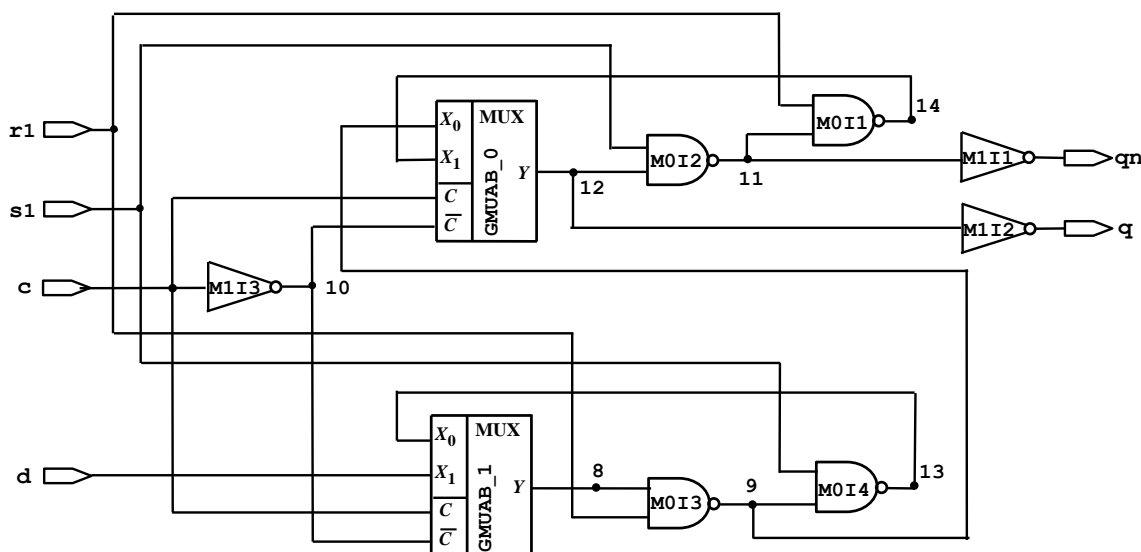 r1
s1
c
d
X0
X1
C
C̅
MUX
GMUAB_0
Y
12
M0I2
11
M0I1
14
M1I1
qn
M1I2
q
M1I3
10
X0
X1
C
C̅
MUX
GMUAB_1
Y
8
M0I3
9
M0I4
13